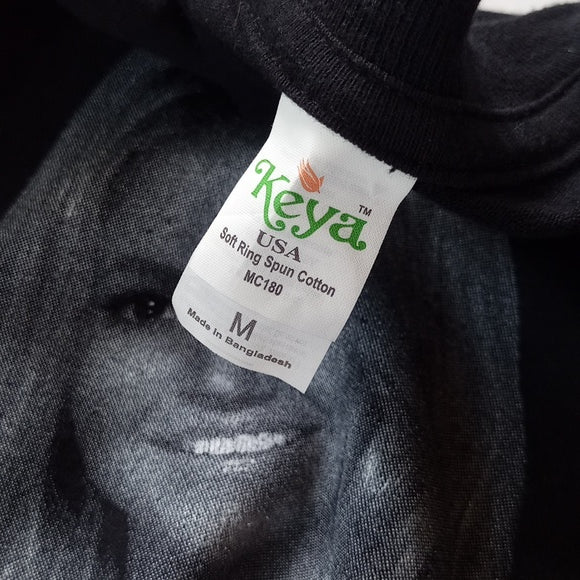 Keya™
USA
Soft Ring Spun Cotton
MC180
M
Made In Bangladesh